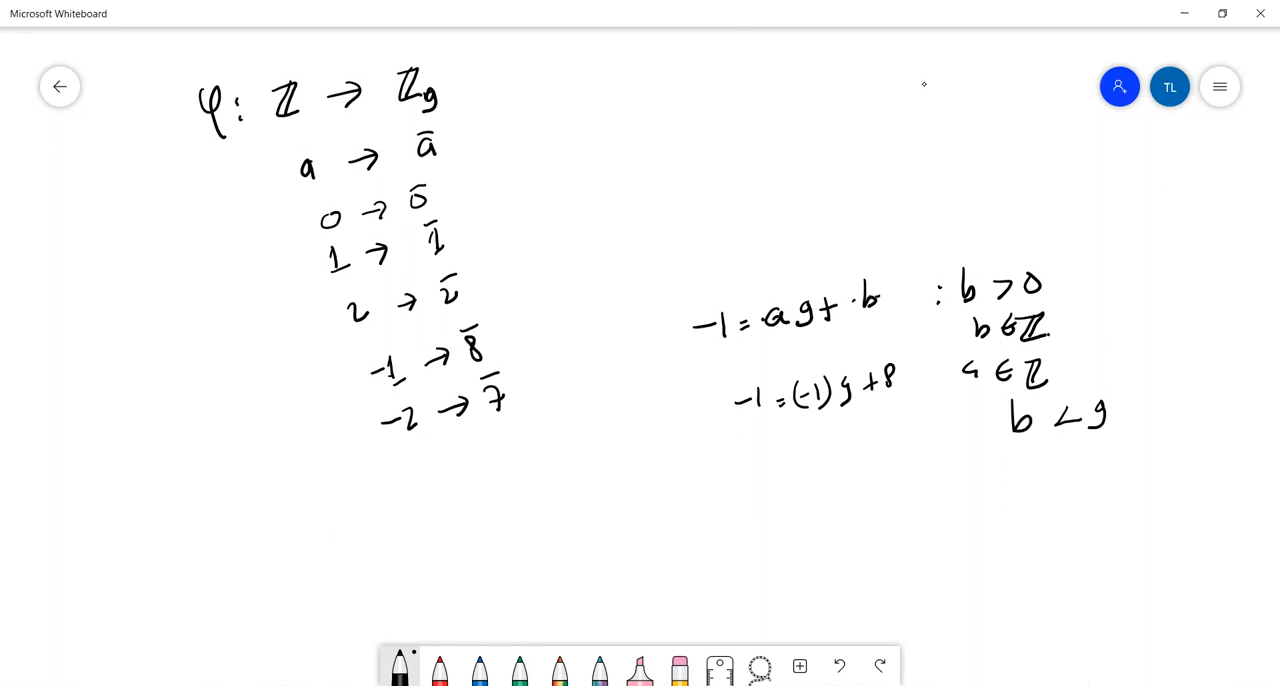 Microsoft Whiteboard
TL
φ: ℤ → ℤ₉
a → a̅
0 → 0̅
1 → 1̅
2 → 2̅
-1 → 8̅
-2 → 7̅
-1 = a9 + b : b > 0
b ∈ ℤ
a ∈ ℤ
-1 = (-1)9 + 8
b < 9